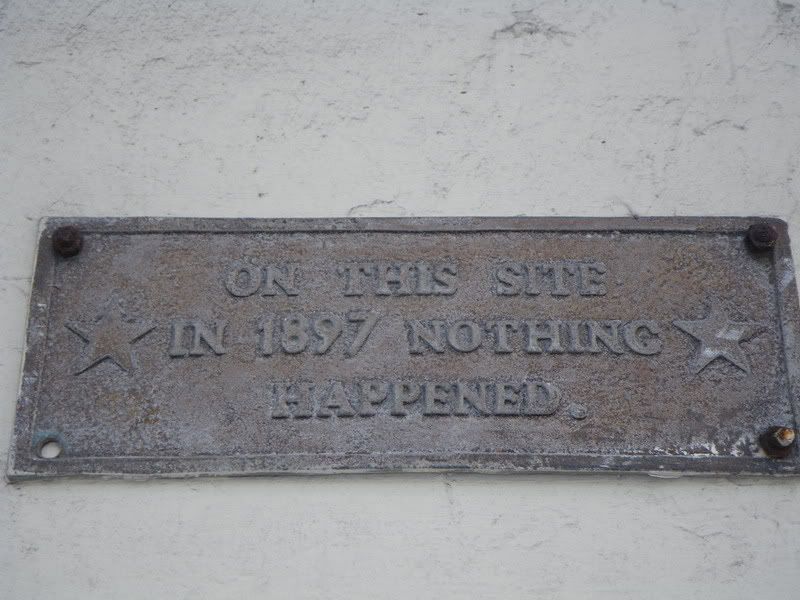 ON THIS SITE
IN 1897 NOTHING
HAPPENED.